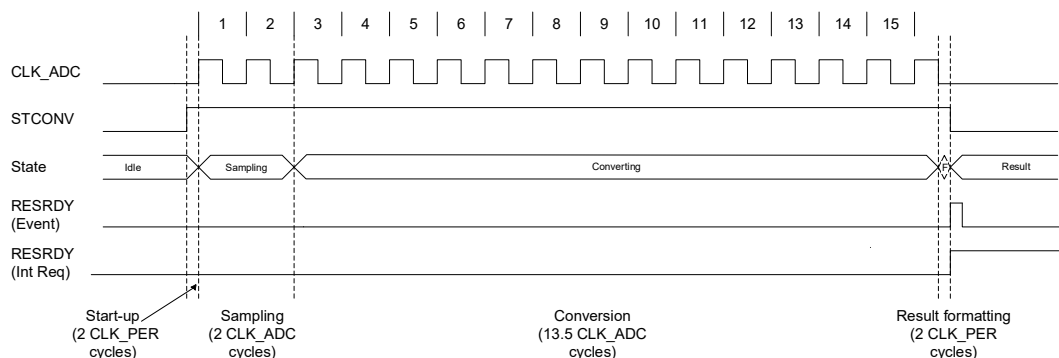 1 2 3 4 5 6 7 8 9 10 11 12 13 14 15
CLK_ADC
STCONV
State Idle Sampling Converting F Result
RESRDY
(Event)
RESRDY
(Int Req)
Start-up Sampling Conversion Result formatting
(2 CLK_PER (2 CLK_ADC (13.5 CLK_ADC (2 CLK_PER
cycles) cycles) cycles) cycles)